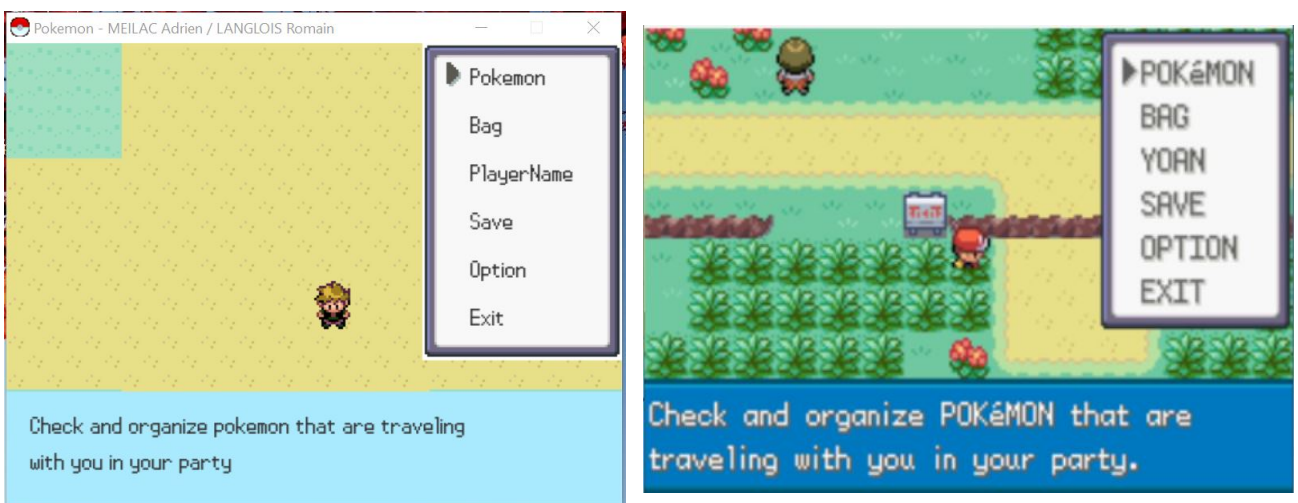 Pokemon - MEILAC Adrien / LANGLOIS Romain
Pokemon
Bag
PlayerName
Save
Option
Exit
Check and organize pokemon that are traveling
with you in your party
POKéMON
BAG
YOAN
SAVE
OPTION
EXIT
Check and organize POKéMON that are
traveling with you in your party.